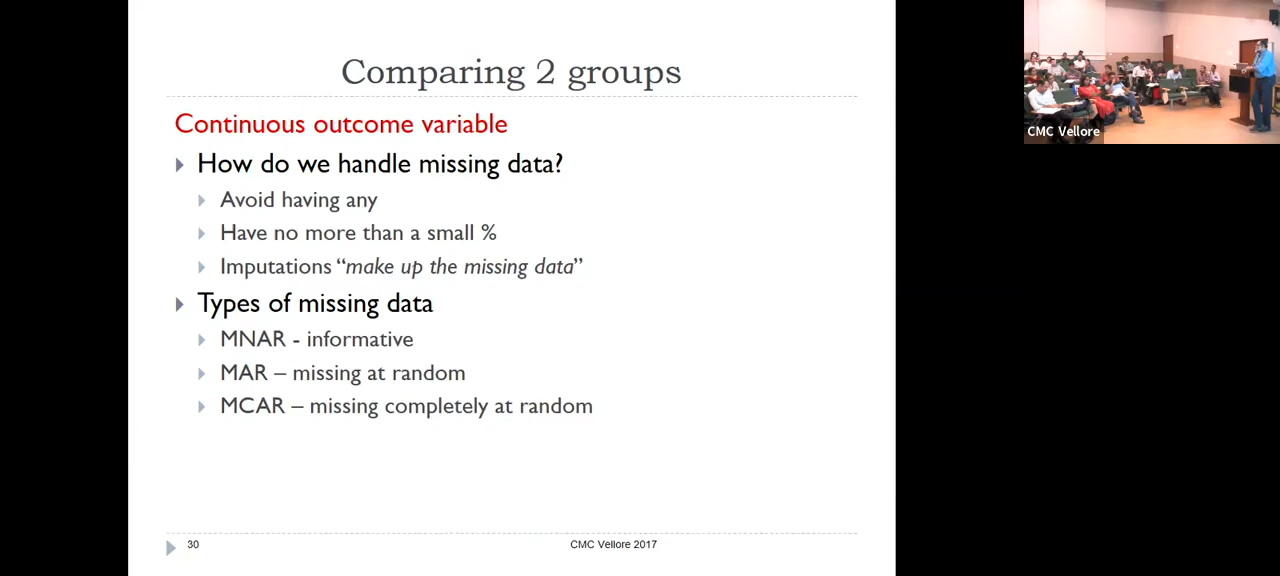 Comparing 2 groups
Continuous outcome variable
How do we handle missing data?
Avoid having any
Have no more than a small %
Imputations “make up the missing data”
Types of missing data
MNAR - informative
MAR – missing at random
MCAR – missing completely at random
30
CMC Vellore 2017
CMC Vellore